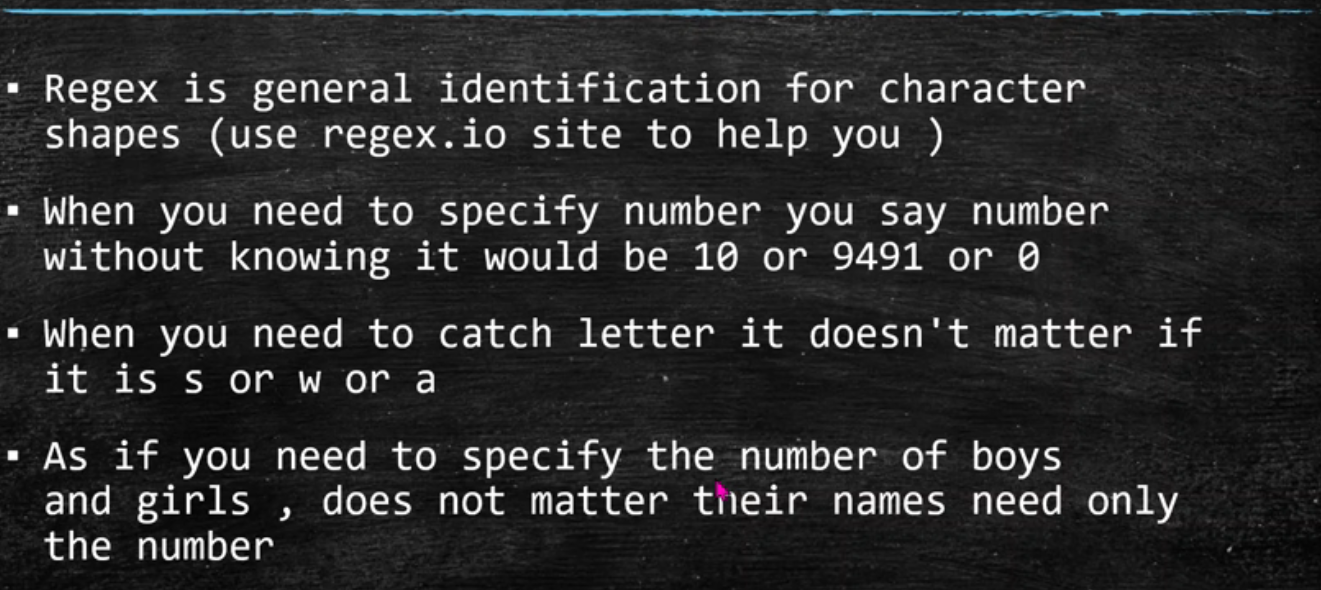 ▪ Regex is general identification for character
shapes (use regex.io site to help you )
▪ When you need to specify number you say number
without knowing it would be 10 or 9491 or 0
▪ When you need to catch letter it doesn't matter if
it is s or w or a
▪ As if you need to specify the number of boys
and girls , does not matter their names need only
the number